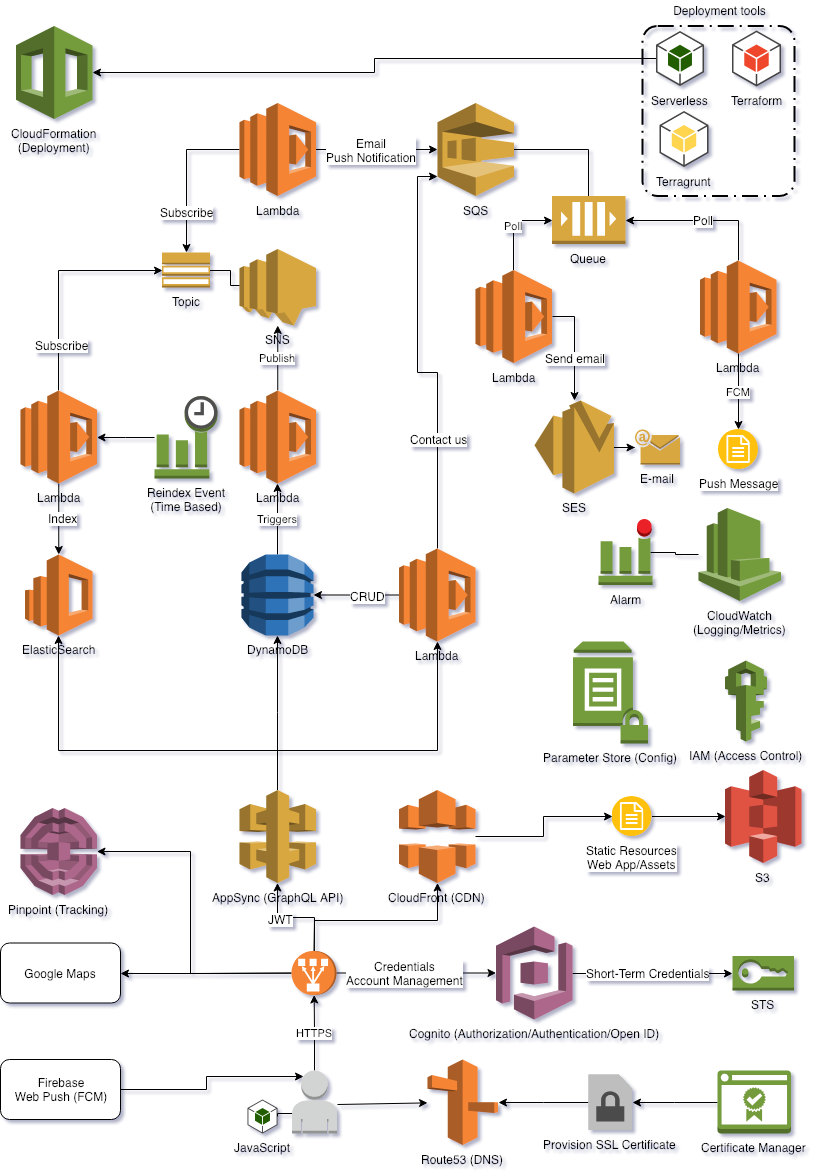 Deployment tools
Serverless
Terraform
Terragrunt
CloudFormation
(Deployment)
Lambda
Email
Push Notification
SQS
Subscribe
Poll
Poll
Queue
Topic
SNS
Subscribe
Publish
Lambda
Send email
Lambda
FCM
Contact us
Lambda
Reindex Event
(Time Based)
Lambda
E-mail
Push Message
SES
Index
Triggers
Alarm
CloudWatch
(Logging/Metrics)
CRUD
ElasticSearch
DynamoDB
Lambda
Parameter Store (Config)
IAM (Access Control)
Static Resources
Web App/Assets
S3
Pinpoint (Tracking)
AppSync (GraphQL API)
CloudFront (CDN)
JWT
Google Maps
Credentials
Account Management
Short-Term Credentials
STS
HTTPS
Cognito (Authorization/Authentication/Open ID)
Firebase
Web Push (FCM)
JavaScript
Route53 (DNS)
Provision SSL Certificate
Certificate Manager